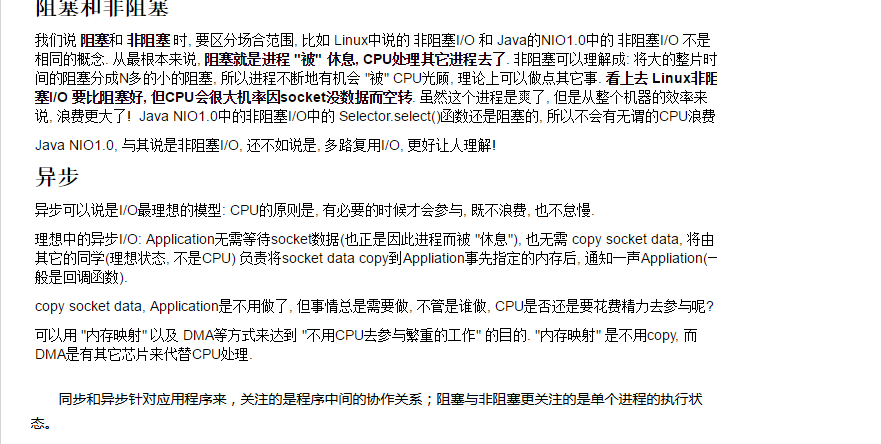 阻塞和非阻塞
我们说 阻塞和 非阻塞 时, 要区分场合范围, 比如 Linux中说的 非阻塞I/O 和 Java的NIO1.0中的 非阻塞I/O 不是
相同的概念. 从最根本来说, 阻塞就是进程 "被" 休息, CPU处理其它进程去了. 非阻塞可以理解成: 将大的整片时
间的阻塞分成N多的小的阻塞, 所以进程不断地有机会 "被" CPU光顾, 理论上可以做点其它事. 看上去 Linux非阻
塞I/O 要比阻塞好, 但CPU会很大机率因socket没数据而空转. 虽然这个进程是爽了, 但是从整个机器的效率来
说, 浪费更大了! Java NIO1.0中的非阻塞I/O中的 Selector.select()函数还是阻塞的, 所以不会有无谓的CPU浪费
Java NIO1.0, 与其说是非阻塞I/O, 还不如说是, 多路复用I/O, 更好让人理解!
异步
异步可以说是I/O最理想的模型: CPU的原则是, 有必要的时候才会参与, 既不浪费, 也不怠慢.
理想中的异步I/O: Application无需等待socket数据(也正是因此进程而被 "休息"), 也无需 copy socket data, 将由
其它的同学(理想状态, 不是CPU) 负责将socket data copy到Appliation事先指定的内存后, 通知一声Appliation(一
般是回调函数).
copy socket data, Application是不用做了, 但事情总是需要做, 不管是谁做, CPU是否还是要花费精力去参与呢?
可以用 "内存映射" 以及 DMA等方式来达到 "不用CPU去参与繁重的工作" 的目的. "内存映射" 是不用copy, 而
DMA是有其它芯片来代替CPU处理.
同步和异步针对应用程序来，关注的是程序中间的协作关系；阻塞与非阻塞更关注的是单个进程的执行状
态。